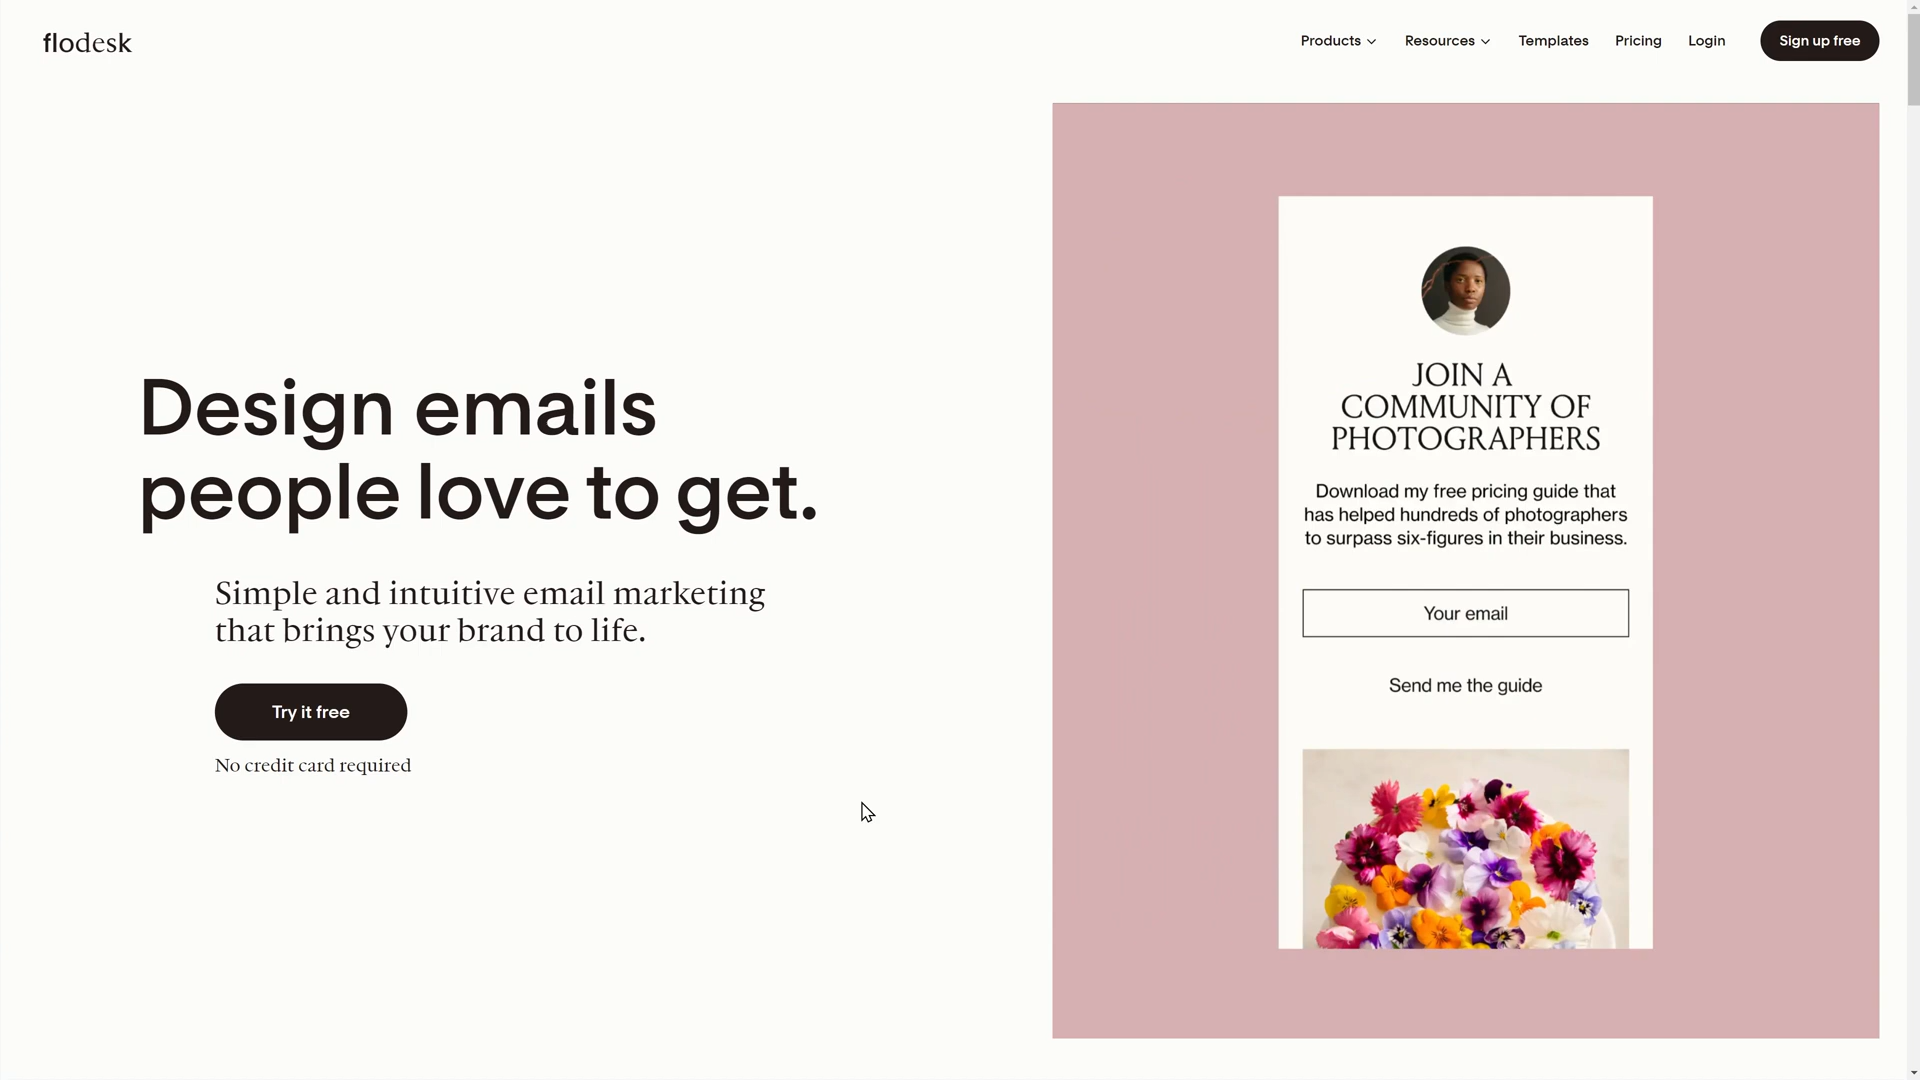 flodesk
Products
Resources
Templates
Pricing
Login
Sign up free
Design emails
people love to get.
Simple and intuitive email marketing
that brings your brand to life.
Try it free
No credit card required
JOIN A
COMMUNITY OF
PHOTOGRAPHERS
Download my free pricing guide that
has helped hundreds of photographers
to surpass six-figures in their business.
Your email
Send me the guide